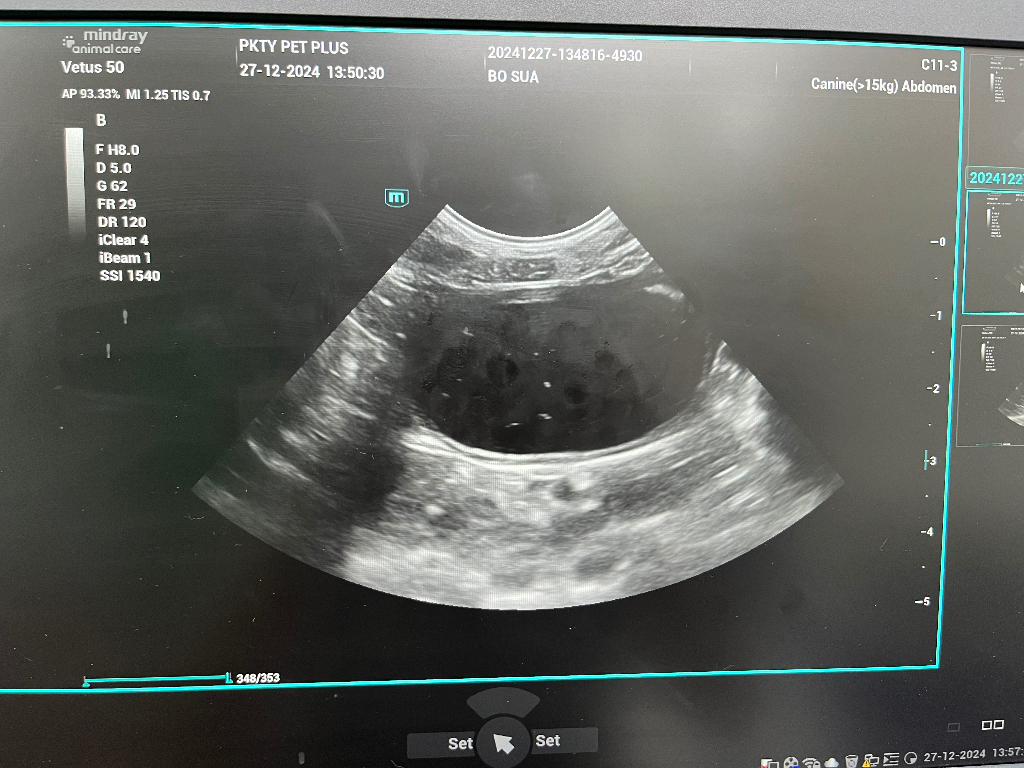 mindray
animal care
Vetus 50
PKTY PET PLUS
27-12-2024 13:50:30
20241227-134816-4930
BO SUA
C11-3
Canine(>15kg) Abdomen
AP 93.33% MI 1.25 TIS 0.7
B
F H8.0
D 5.0
G 62
FR 29
DR 120
iClear 4
iBeam 1
SSI 1540
m
0
1
2
3
4
5
2024122
348/353
Set
Set
27-12-2024 13:57: